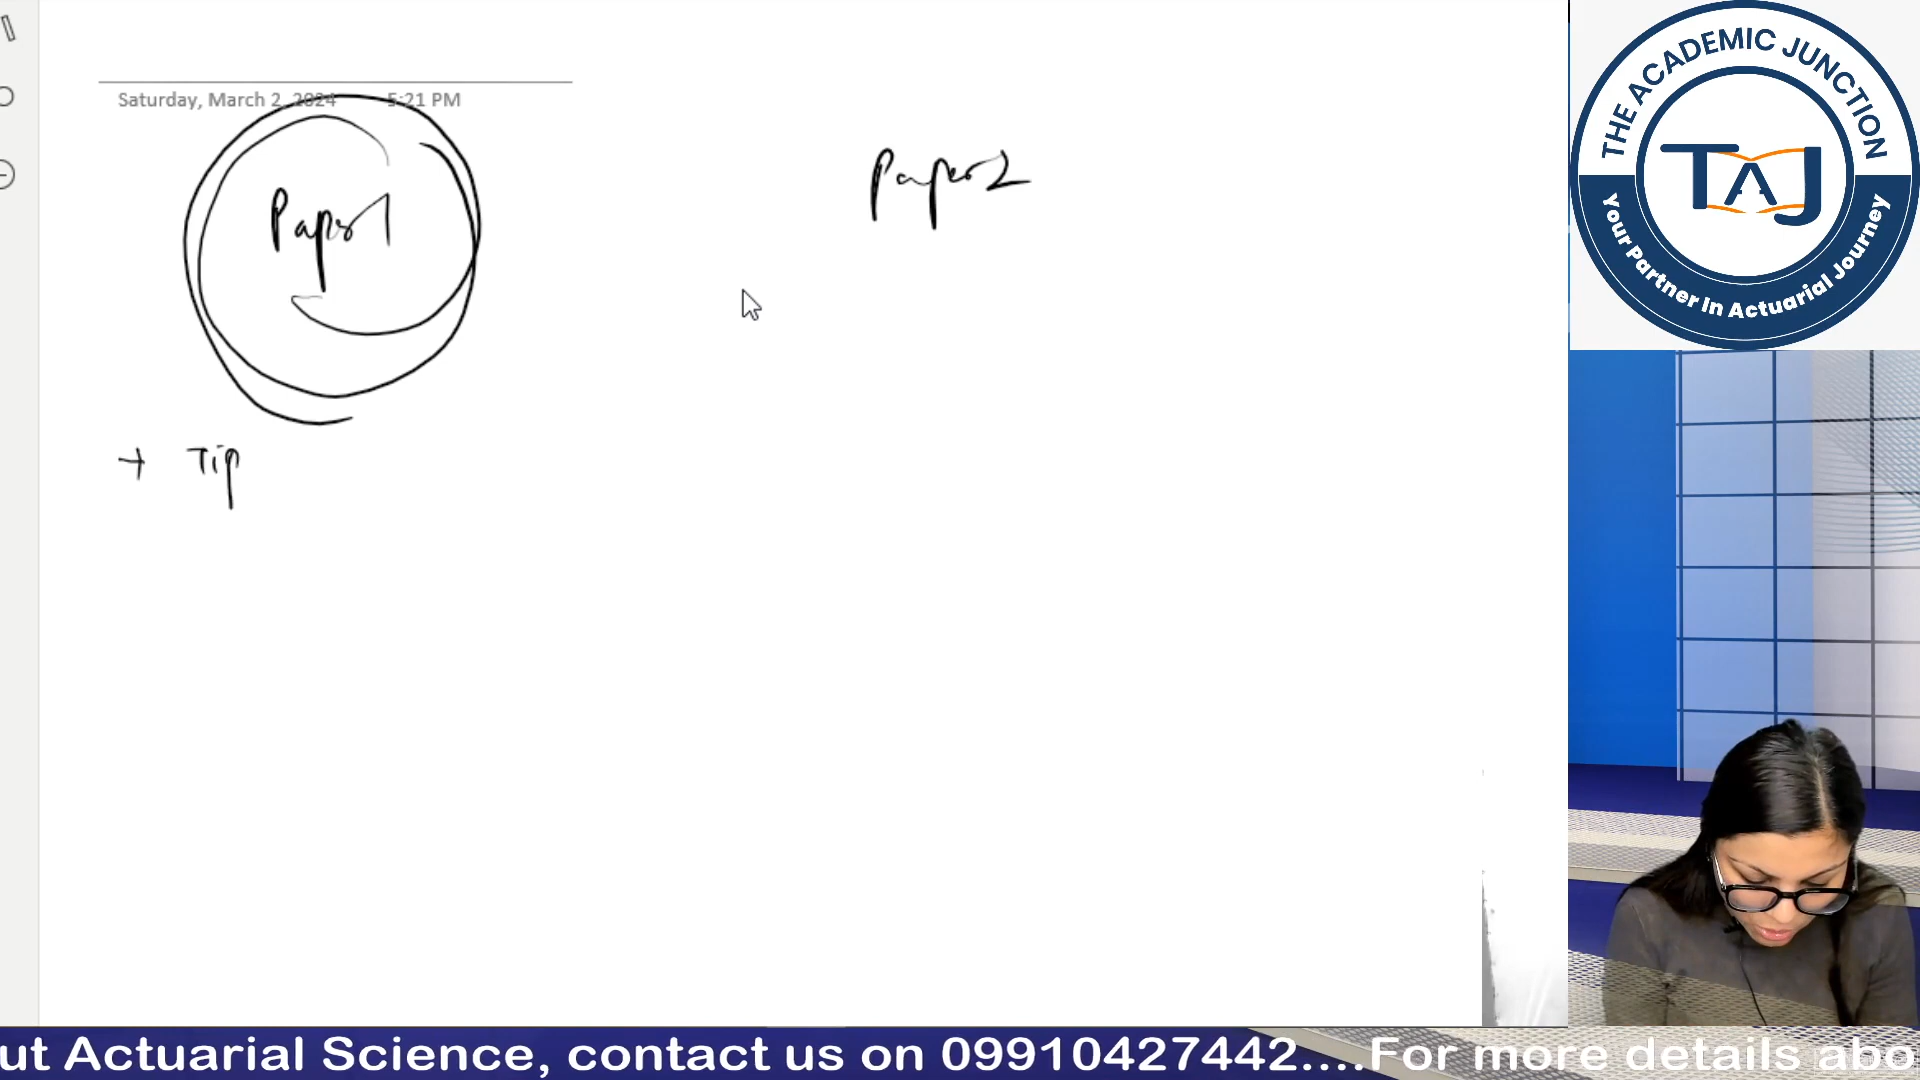 Saturday, March 2, 2024 5:21 PM
Paper 1
Paper 2
→ Tip
THE ACADEMIC JUNCTION
TAJ
Your Partner In Actuarial Journey
ut Actuarial Science, contact us on 09910427442....For more details abo